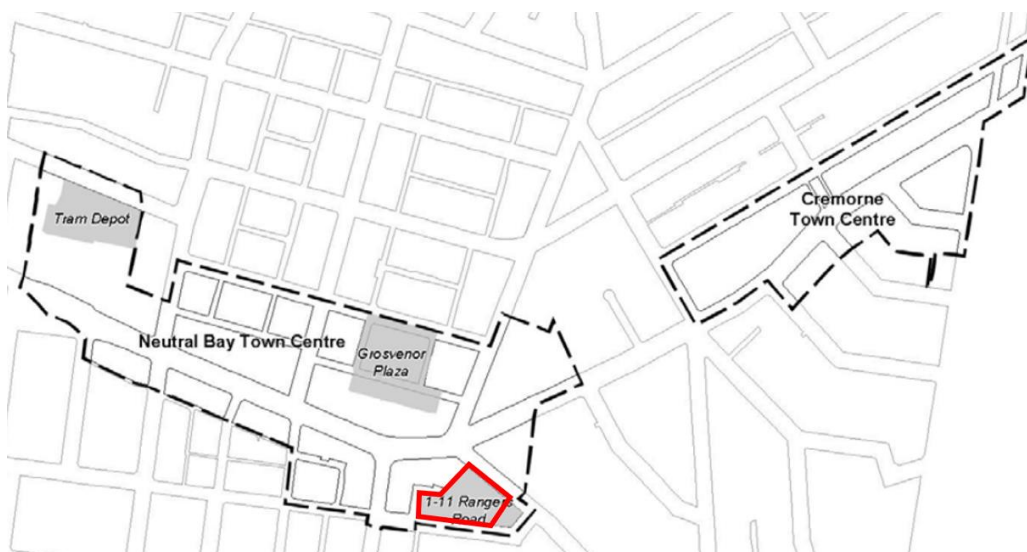 Tram Depot
Cremorne
Town Centre
Neutral Bay Town Centre
Grosvenor
Plaza
1-11 Rangers
Road